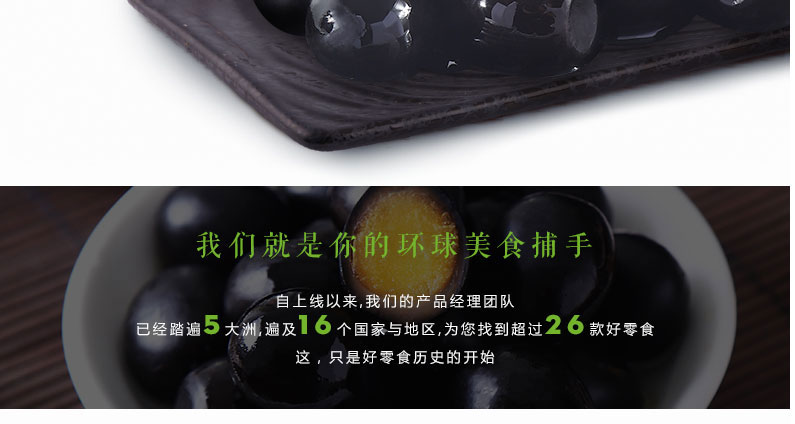 我们就是你的环球美食捕手
自上线以来,我们的产品经理团队
已经踏遍5大洲,遍及16个国家与地区,为您找到超过26款好零食
这，只是好零食历史的开始